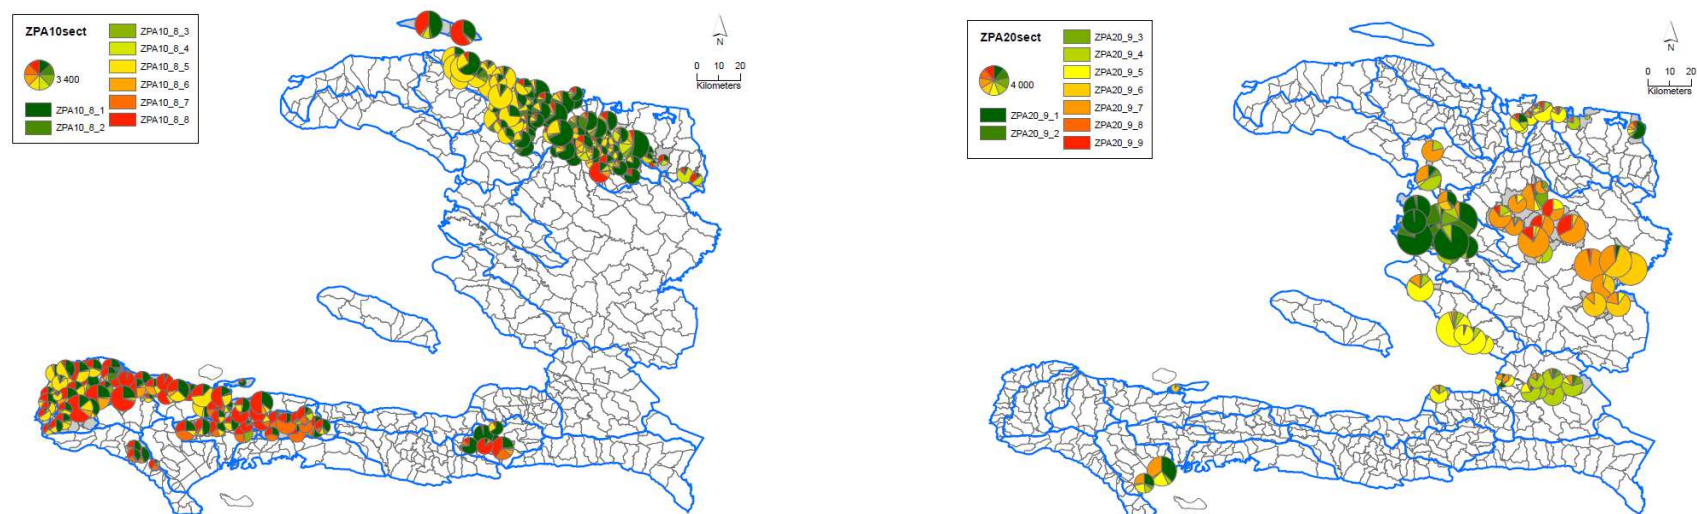 ZPA10sect
3 400
ZPA10_8_1
ZPA10_8_2
ZPA10_8_3
ZPA10_8_4
ZPA10_8_5
ZPA10_8_6
ZPA10_8_7
ZPA10_8_8
N
0 10 20
Kilometers
ZPA20sect
4 000
ZPA20_9_1
ZPA20_9_2
ZPA20_9_3
ZPA20_9_4
ZPA20_9_5
ZPA20_9_6
ZPA20_9_7
ZPA20_9_8
ZPA20_9_9
N
0 10 20
Kilometers